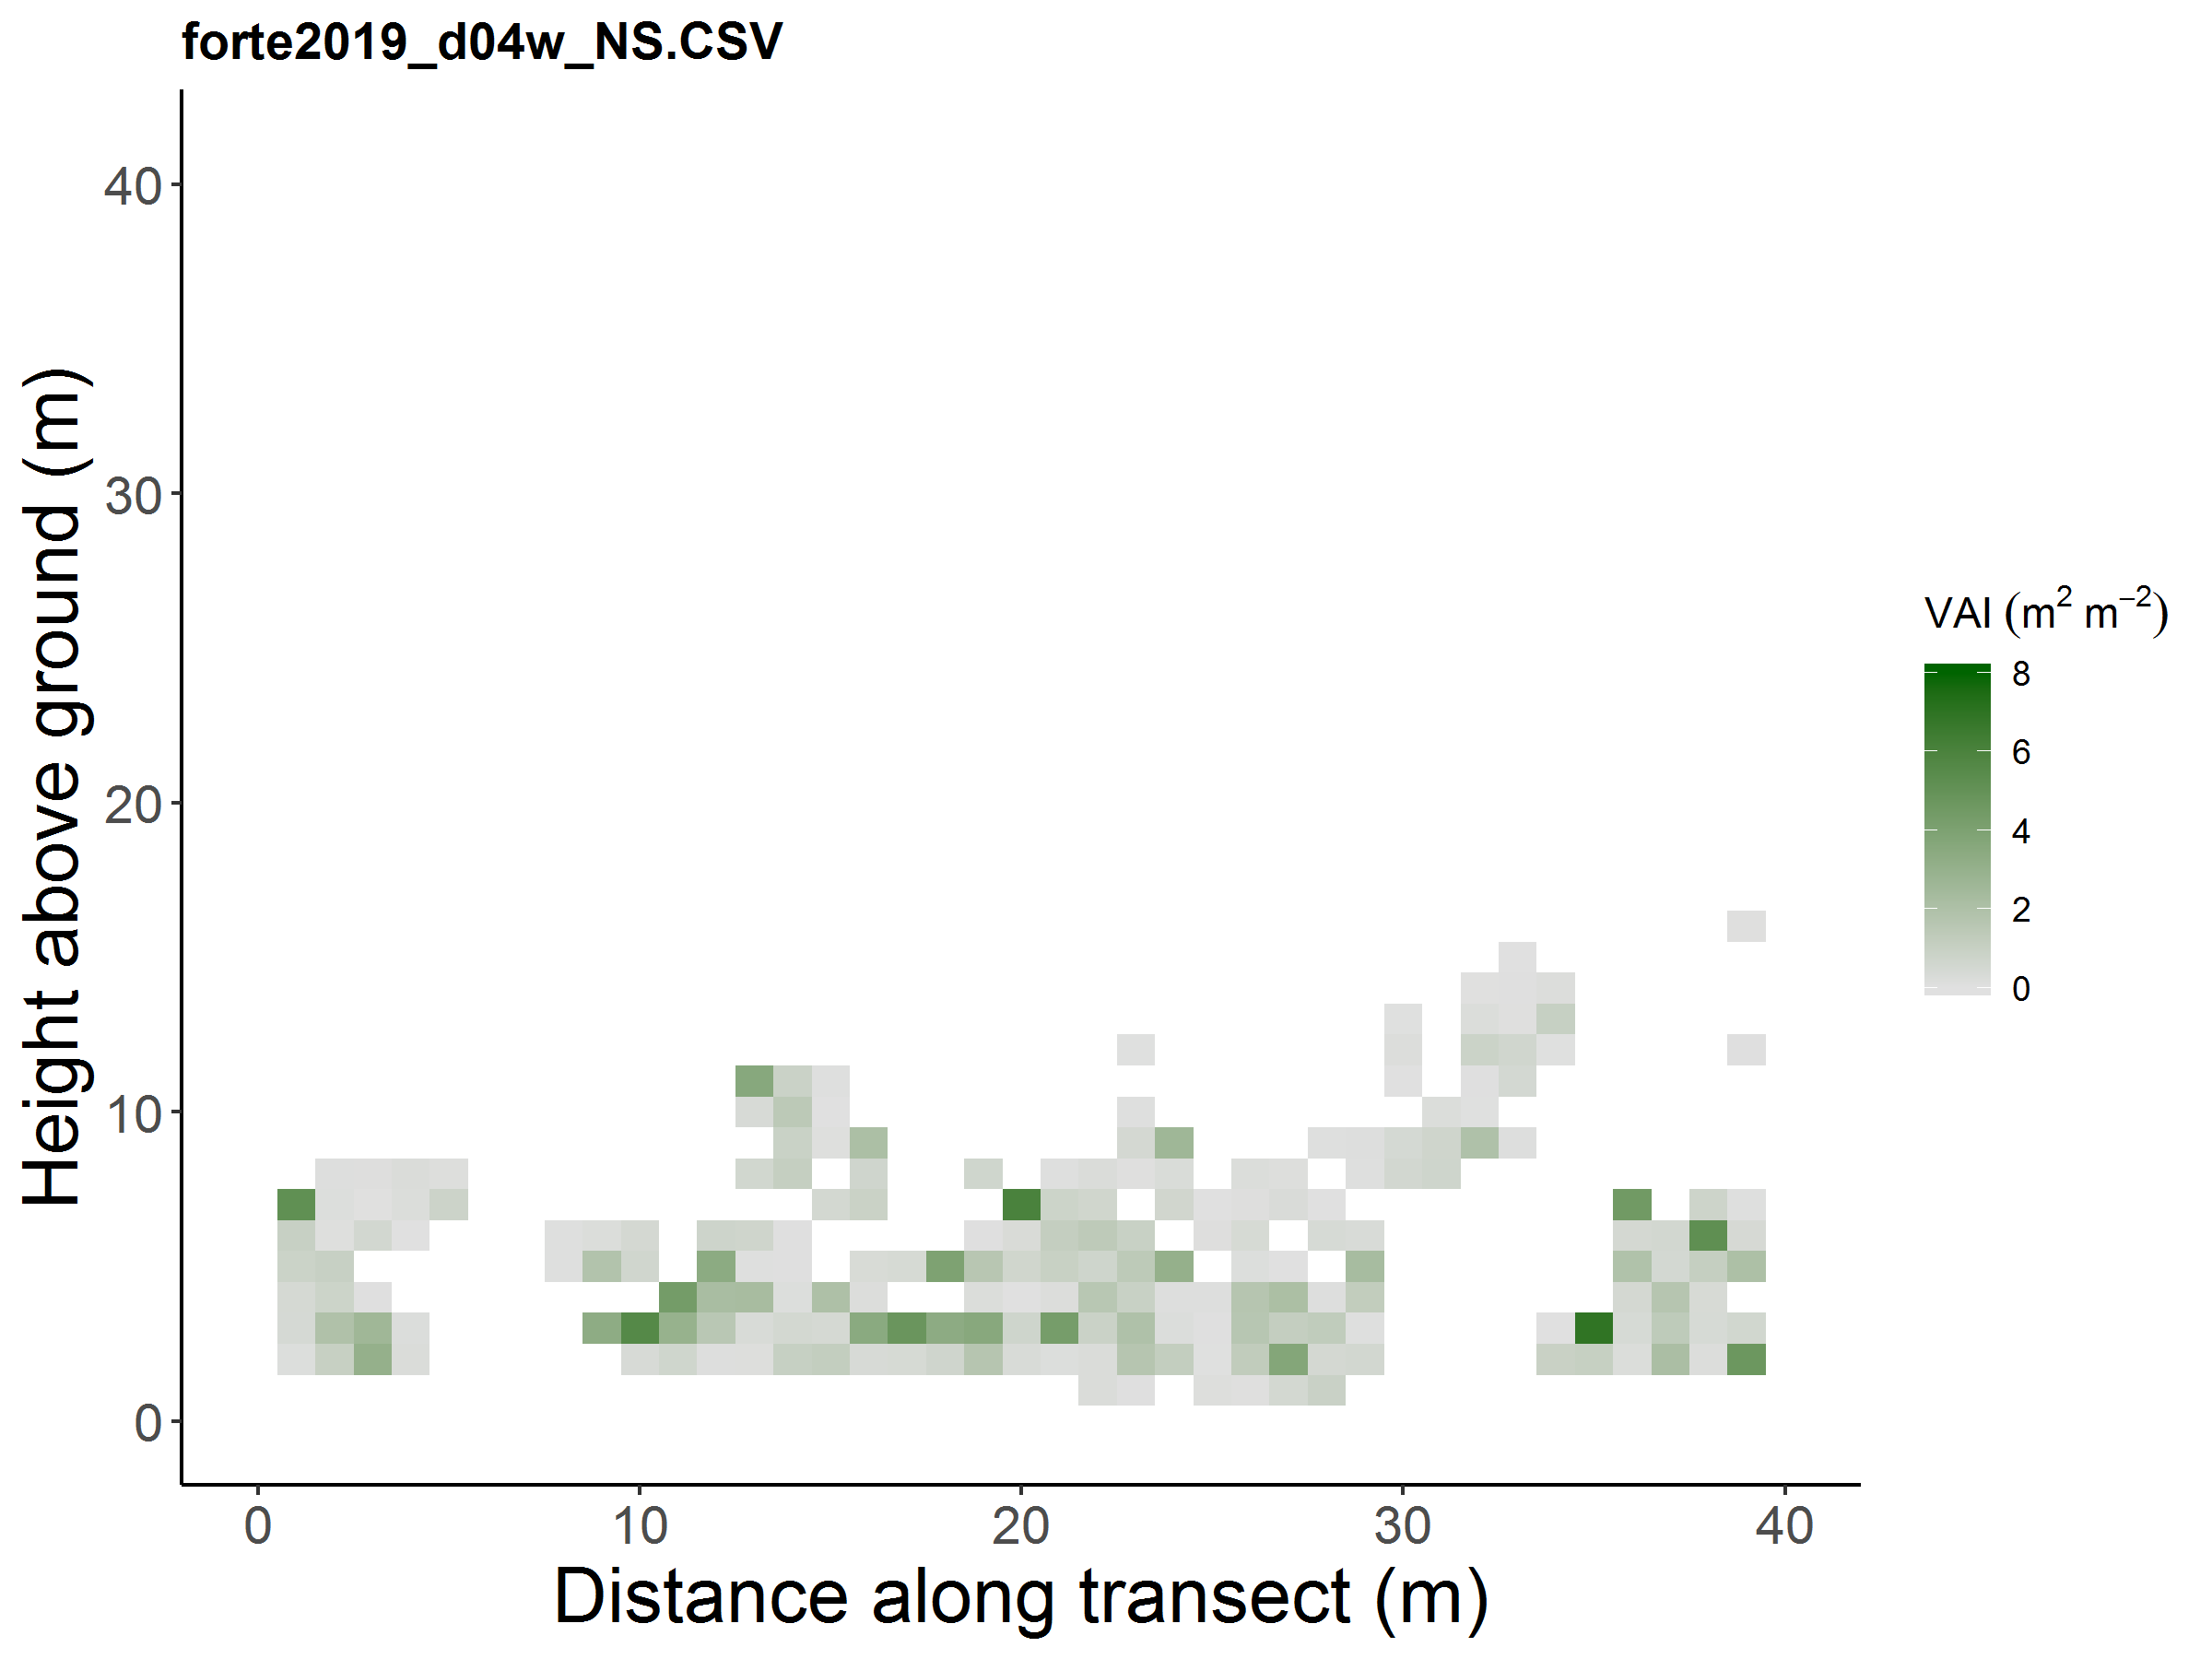 forte2019_d04w_NS.CSV
Height above ground (m)
40
30
20
10
0
0 10 20 30 40
Distance along transect (m)
VAI (m² m⁻²)
8
6
4
2
0